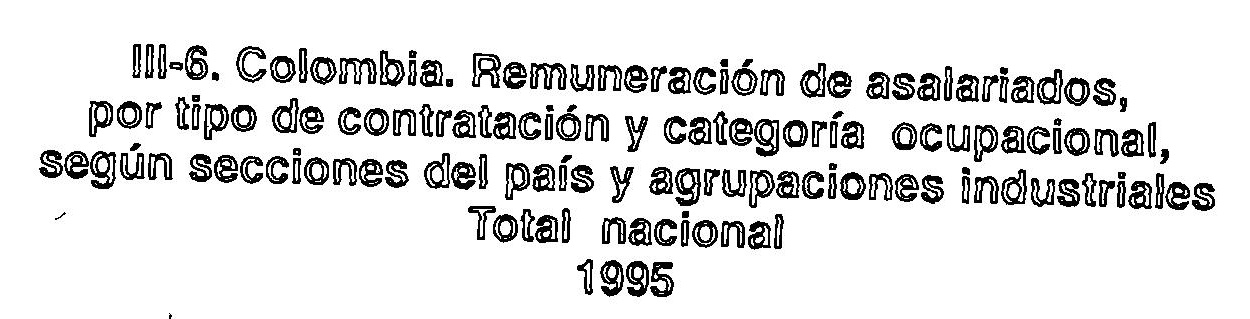 III-6. Colombia. Remuneración de asalariados,
por tipo de contratación y categoría ocupacional,
según secciones del país y agrupaciones industriales
Total nacional
1995